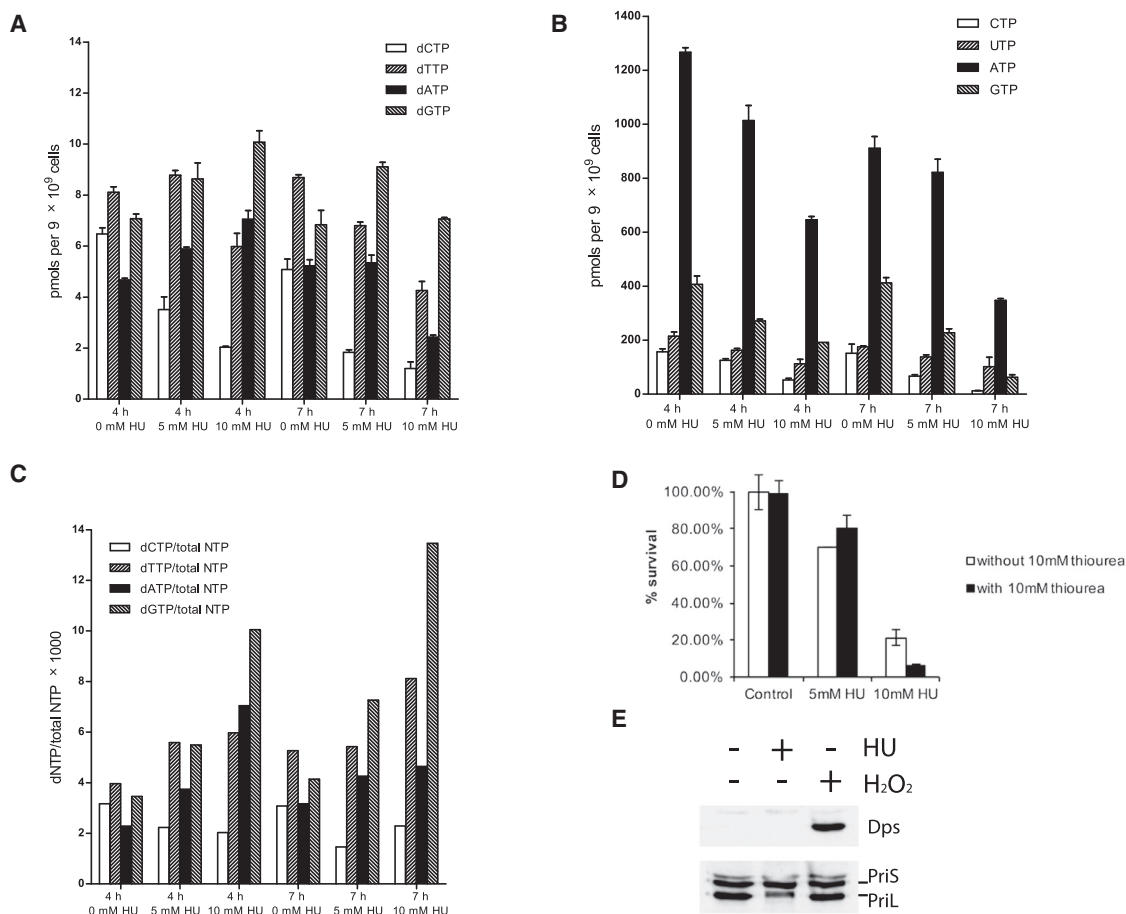 A
14
12
10
8
6
4
2
0
pmols per 9 × 10⁹ cells
dCTP
dTTP
dATP
dGTP
4 h 4 h 4 h 7 h 7 h 7 h
0 mM HU 5 mM HU 10 mM HU 0 mM HU 5 mM HU 10 mM HU
B
1400
1200
1000
800
600
400
200
0
pmols per 9 × 10⁹ cells
CTP
UTP
ATP
GTP
4 h 4 h 4 h 7 h 7 h 7 h
0 mM HU 5 mM HU 10 mM HU 0 mM HU 5 mM HU 10 mM HU
C
14
12
10
8
6
4
2
0
dNTP/total NTP × 1000
dCTP/total NTP
dTTP/total NTP
dATP/total NTP
dGTP/total NTP
4 h 4 h 4 h 7 h 7 h 7 h
0 mM HU 5 mM HU 10 mM HU 0 mM HU 5 mM HU 10 mM HU
D
100.00%
80.00%
60.00%
40.00%
20.00%
0.00%
% survival
without 10mM thiourea
with 10mM thiourea
Control 5mM HU 10mM HU
E
- + - HU
- - + H₂O₂
Dps
PriS
PriL